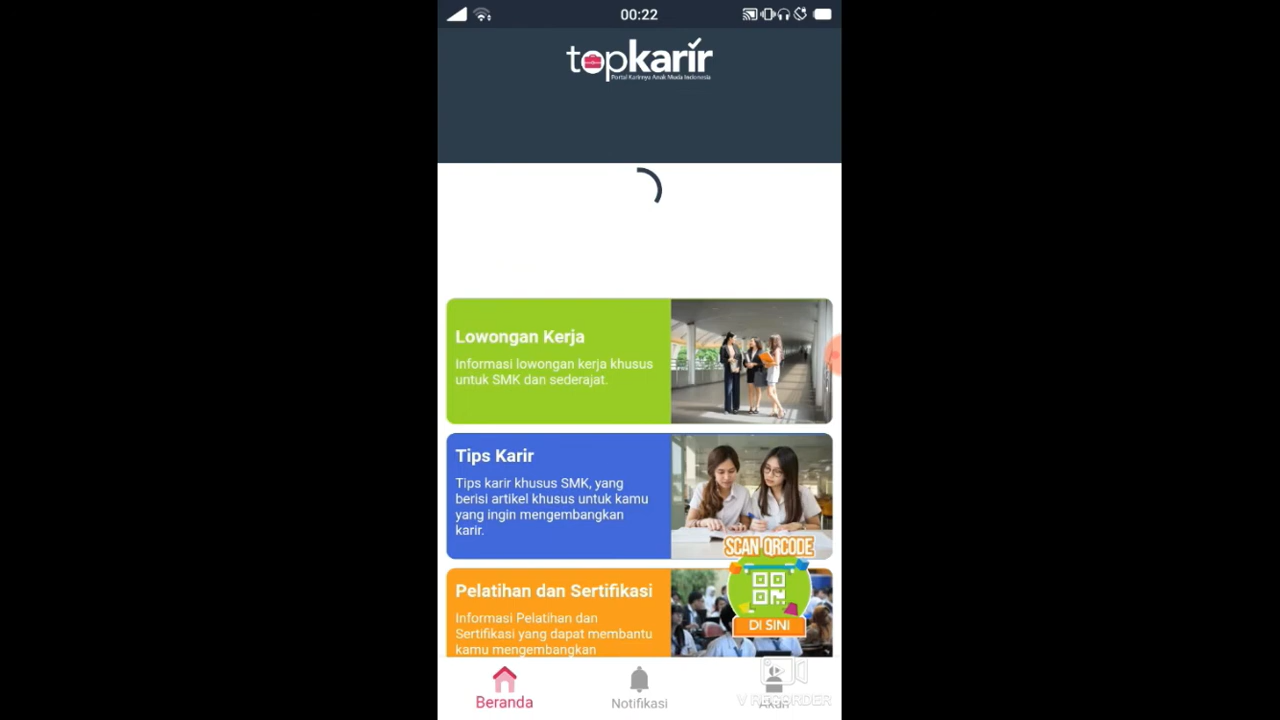 00:22
topkarir
Portal Karirnya Anak Muda Indonesia
Lowongan Kerja
Informasi lowongan kerja khusus
untuk SMK dan sederajat.
Tips Karir
Tips karir khusus SMK, yang
berisi artikel khusus untuk kamu
yang ingin mengembangkan
karir.
SCAN QRCODE
DI SINI
Pelatihan dan Sertifikasi
Informasi Pelatihan dan
Sertifikasi yang dapat membantu
kamu mengembangkan
Beranda
Notifikasi
Akun
V RECORDER